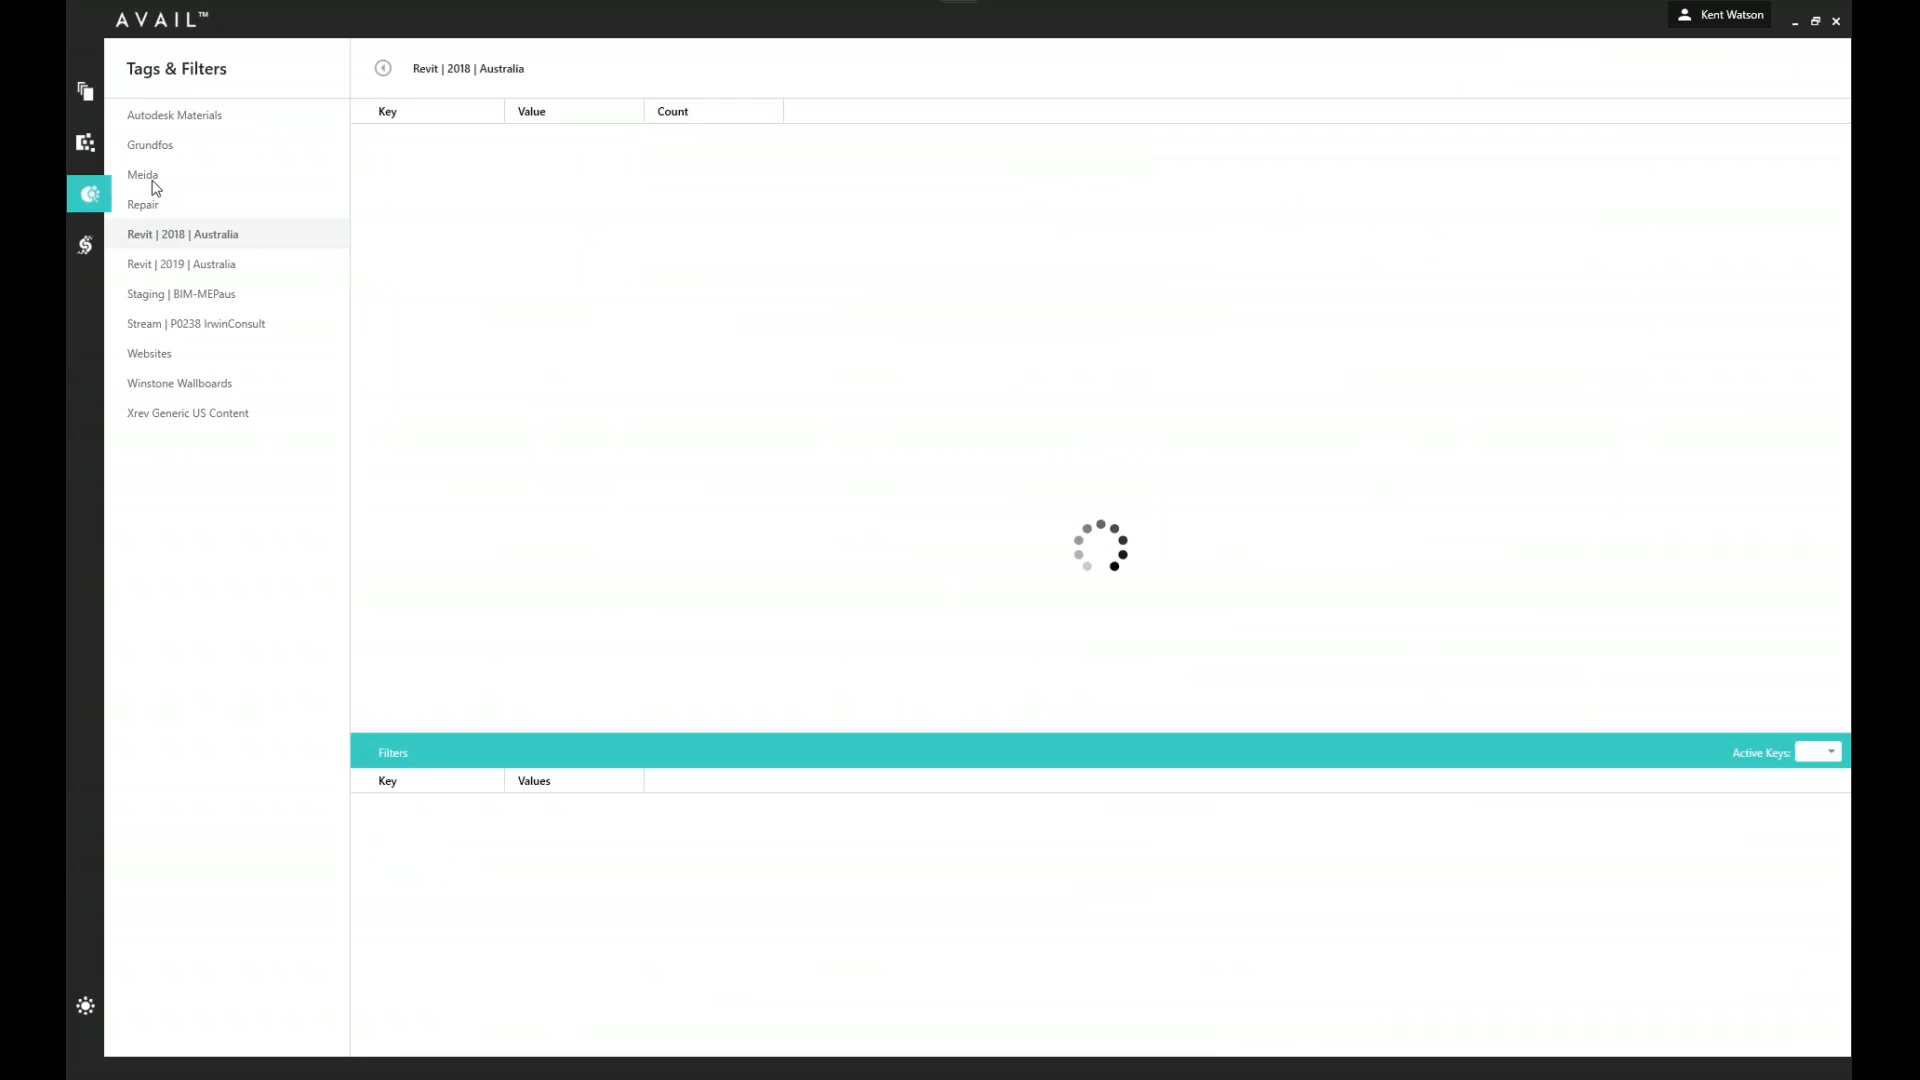 AVAIL™
Kent Watson
Tags & Filters
Revit | 2018 | Australia
Key
Value
Count
Autodesk Materials
Grundfos
Meida
Repair
Revit | 2018 | Australia
Revit | 2019 | Australia
Staging | BIM-MEPaus
Stream | P0238 IrwinConsult
Websites
Winstone Wallboards
Xrev Generic US Content
Filters
Active Keys:
Key
Values